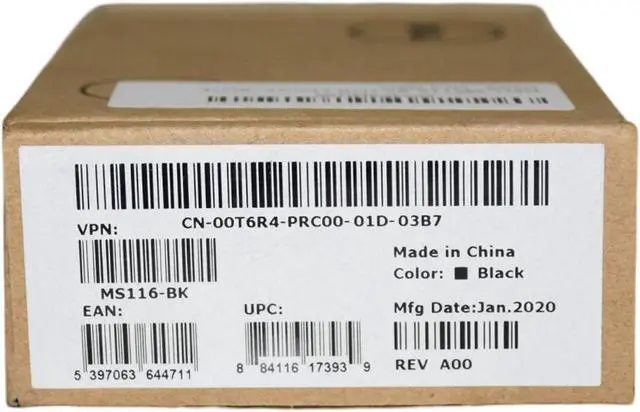 CN-00T6R4-PRC00-01D-03B7
VPN:
MS116-BK
Made in China
Color: ■ Black
EAN:
5 397063 644711
UPC:
8 84116 17393 9
Mfg Date:Jan.2020
REV A00